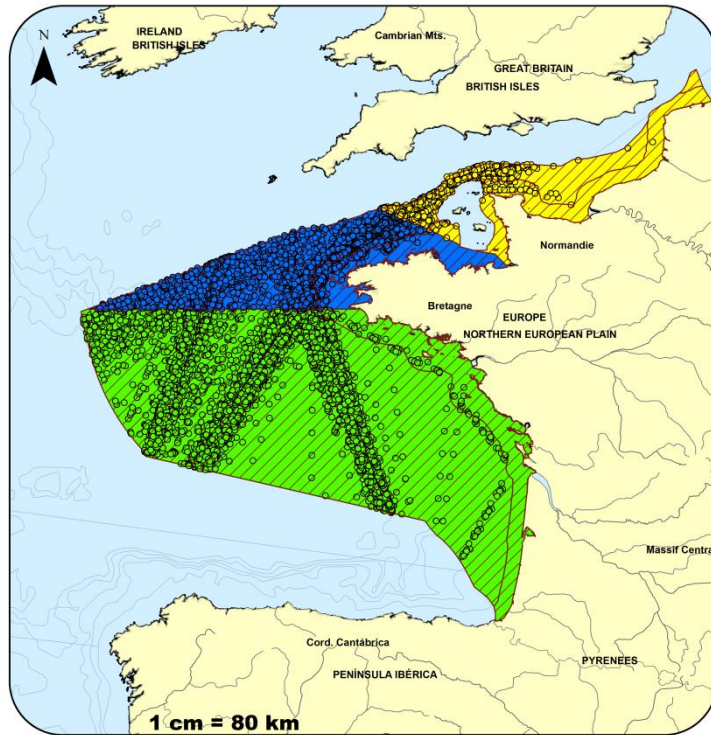 IRELAND
BRITISH ISLES
N
Cambrian Mts.
GREAT BRITAIN
BRITISH ISLES
Normandie
Bretagne
EUROPE
NORTHERN EUROPEAN PLAIN
Massif Centra
Cord. Cantábrica
PYRENEES
PENÍNSULA IBÉRICA
1 cm = 80 km